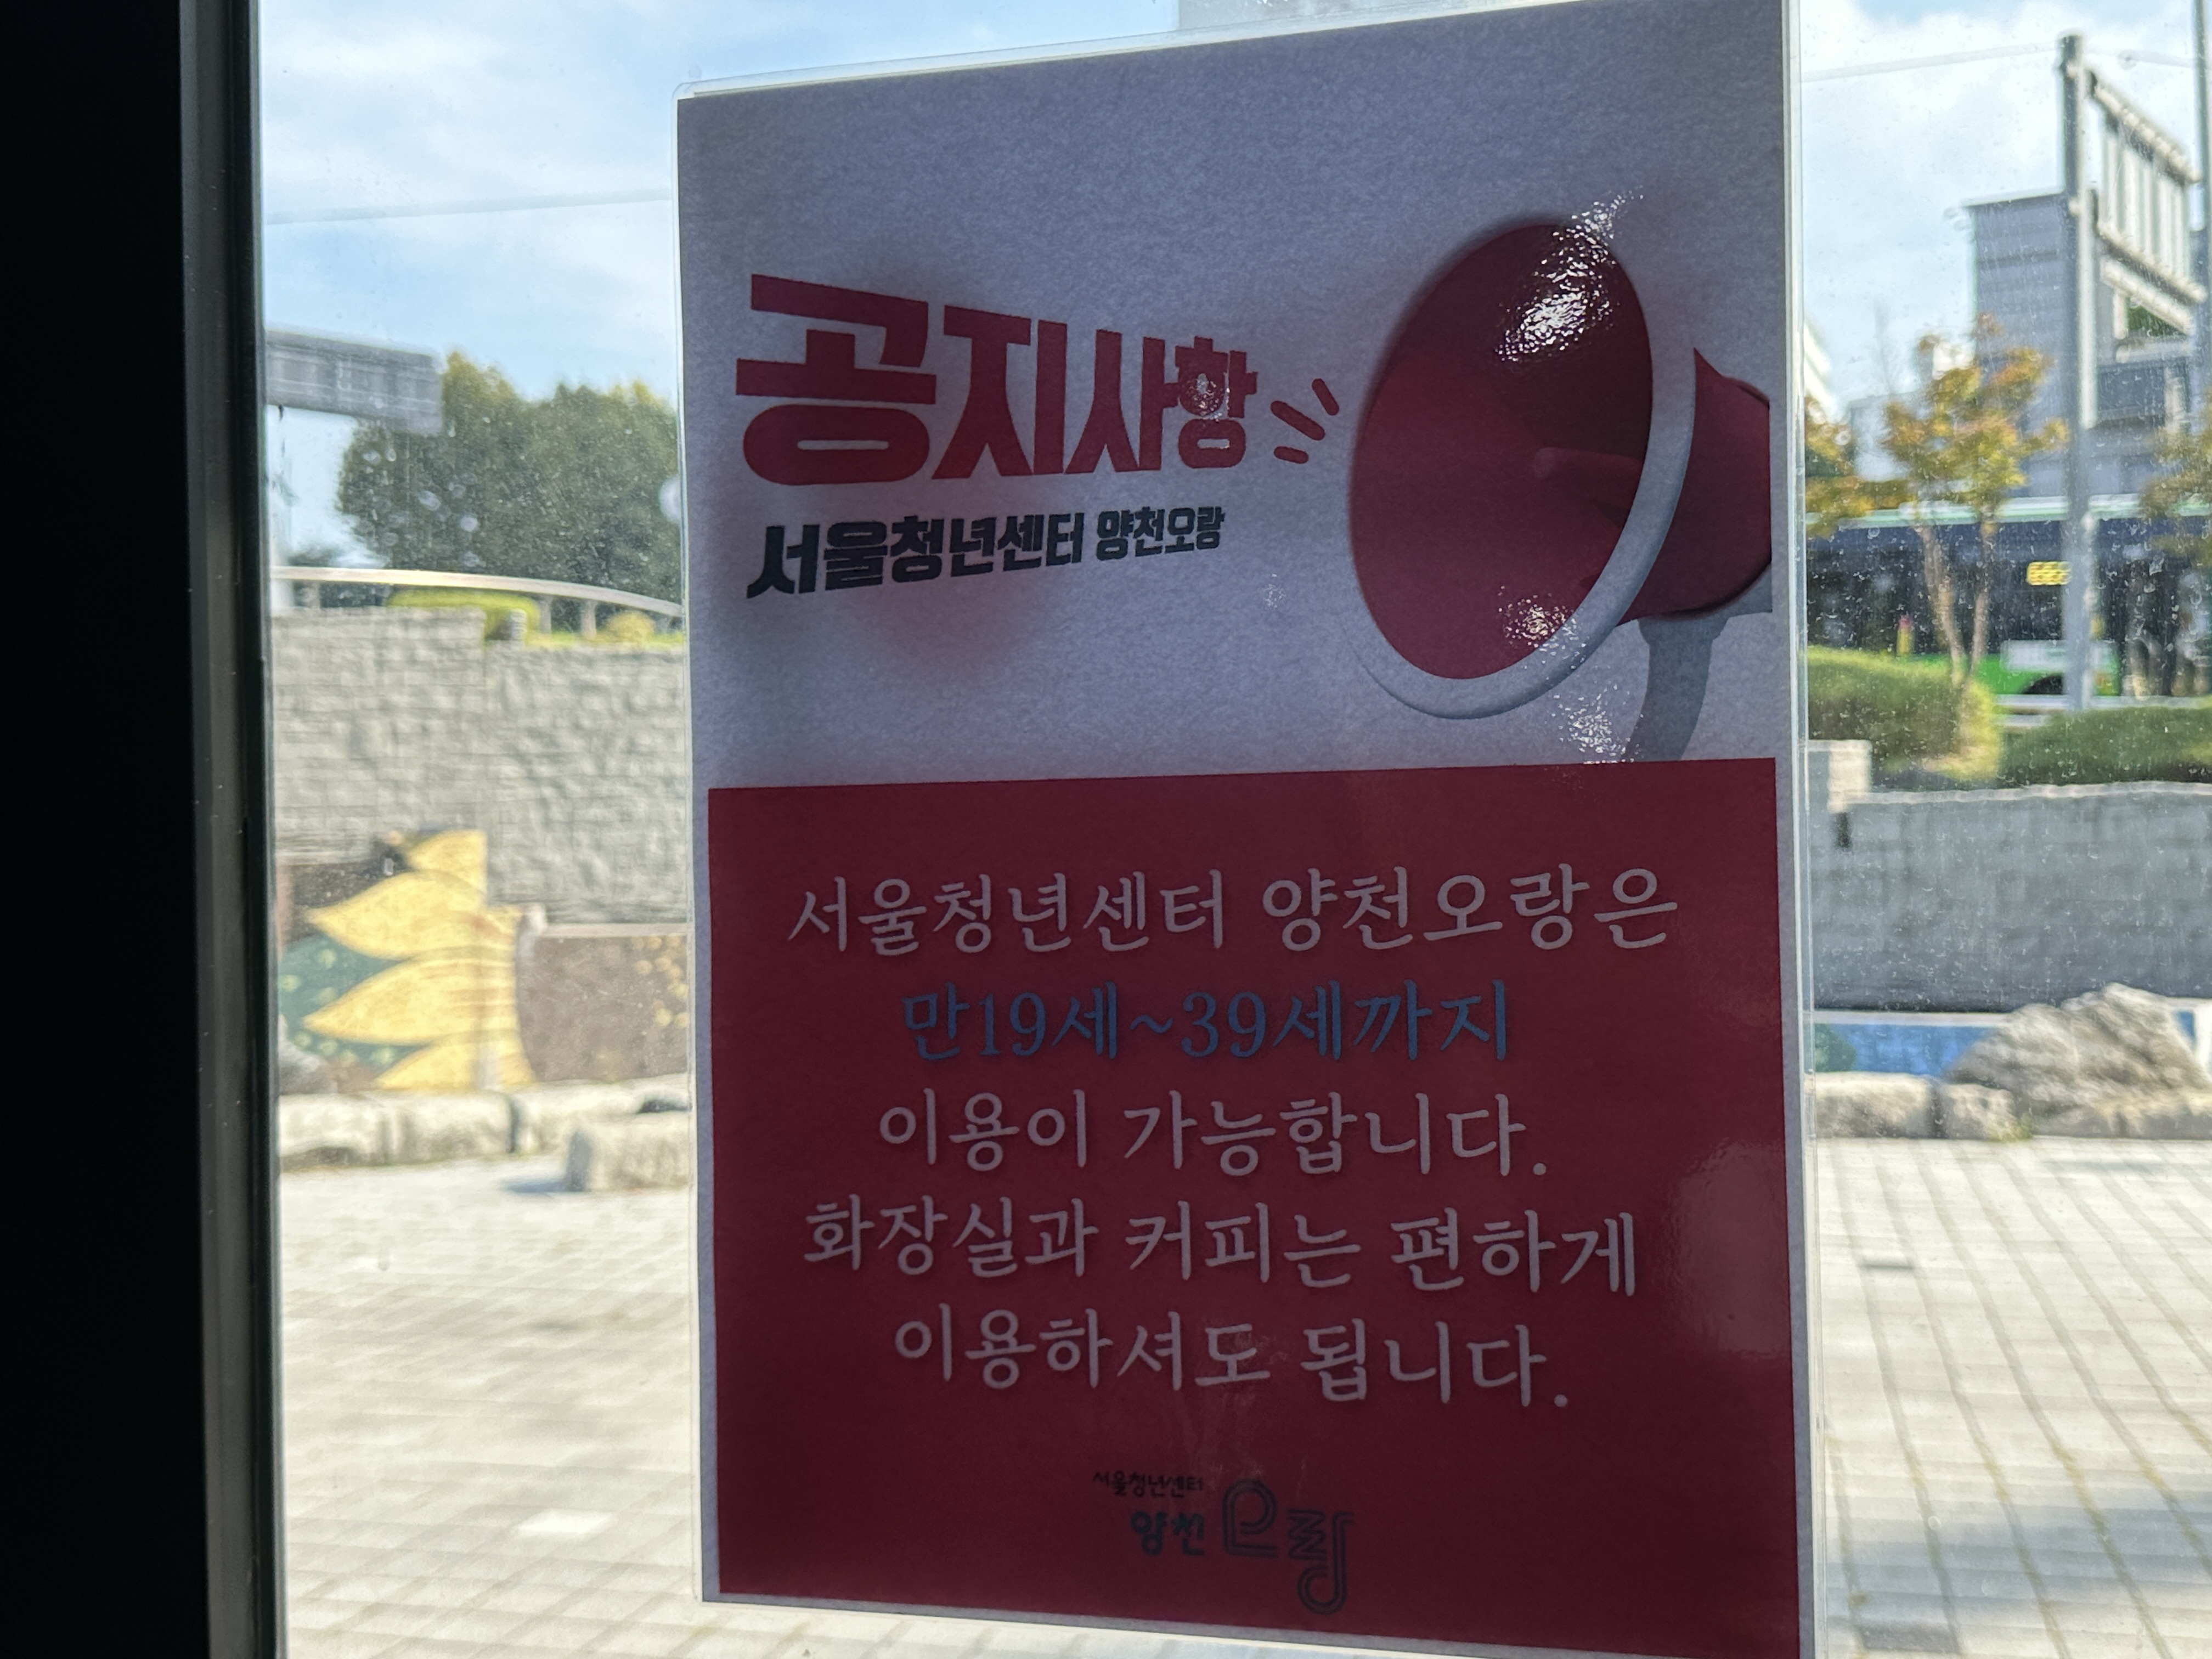 공지사항
서울청년센터 양천오랑
서울청년센터 양천오랑은
만19세~39세까지
이용이 가능합니다.
화장실과 커피는 편하게
이용하셔도 됩니다.
서울청년센터
양천 오랑